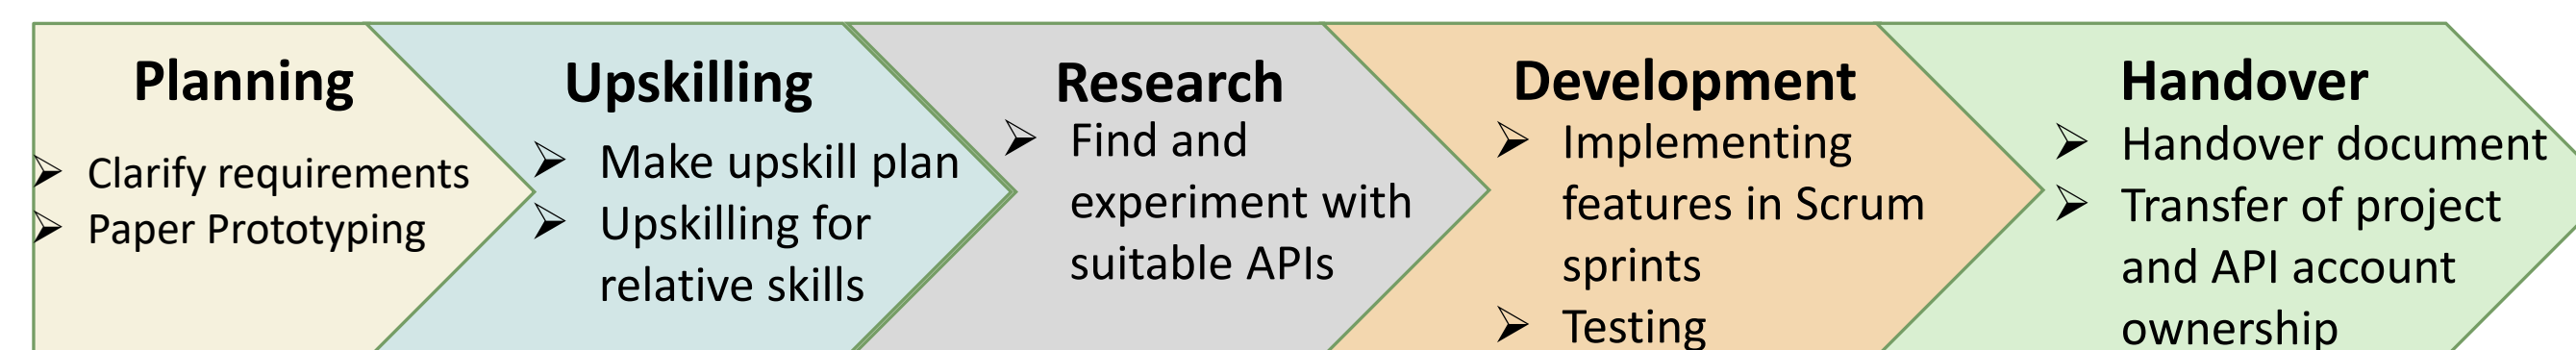 Planning
Clarify requirements
Paper Prototyping
Upskilling
Make upskill plan
Upskilling for
relative skills
Research
Find and
experiment with
suitable APIs
Development
Implementing
features in Scrum
sprints
Testing
Handover
Handover document
Transfer of project
and API account
ownership